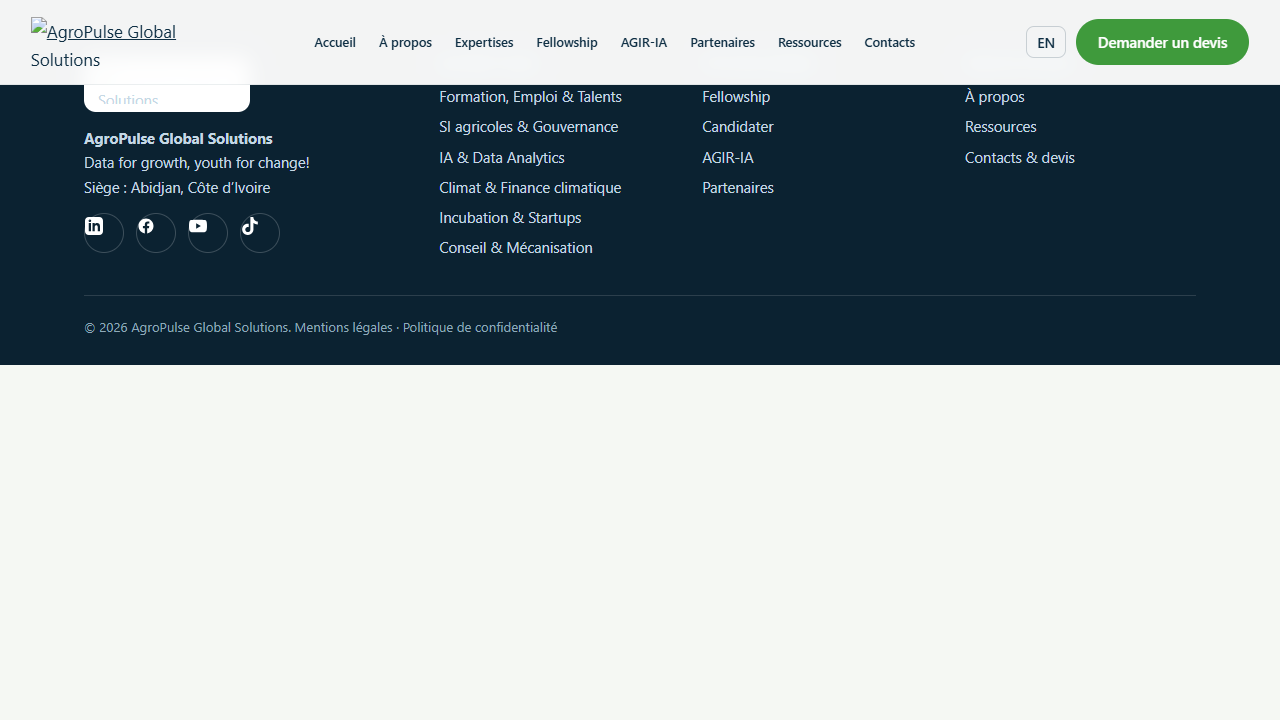 AgroPulse Global
Solutions
Accueil
À propos
Expertises
Fellowship
AGIR-IA
Partenaires
Ressources
Contacts
EN
Demander un devis
Solutions
AgroPulse Global Solutions
Data for growth, youth for change!
Siège : Abidjan, Côte d’Ivoire
Formation, Emploi & Talents
SI agricoles & Gouvernance
IA & Data Analytics
Climat & Finance climatique
Incubation & Startups
Conseil & Mécanisation
Fellowship
Candidater
AGIR-IA
Partenaires
À propos
Ressources
Contacts & devis
© 2026 AgroPulse Global Solutions. Mentions légales · Politique de confidentialité